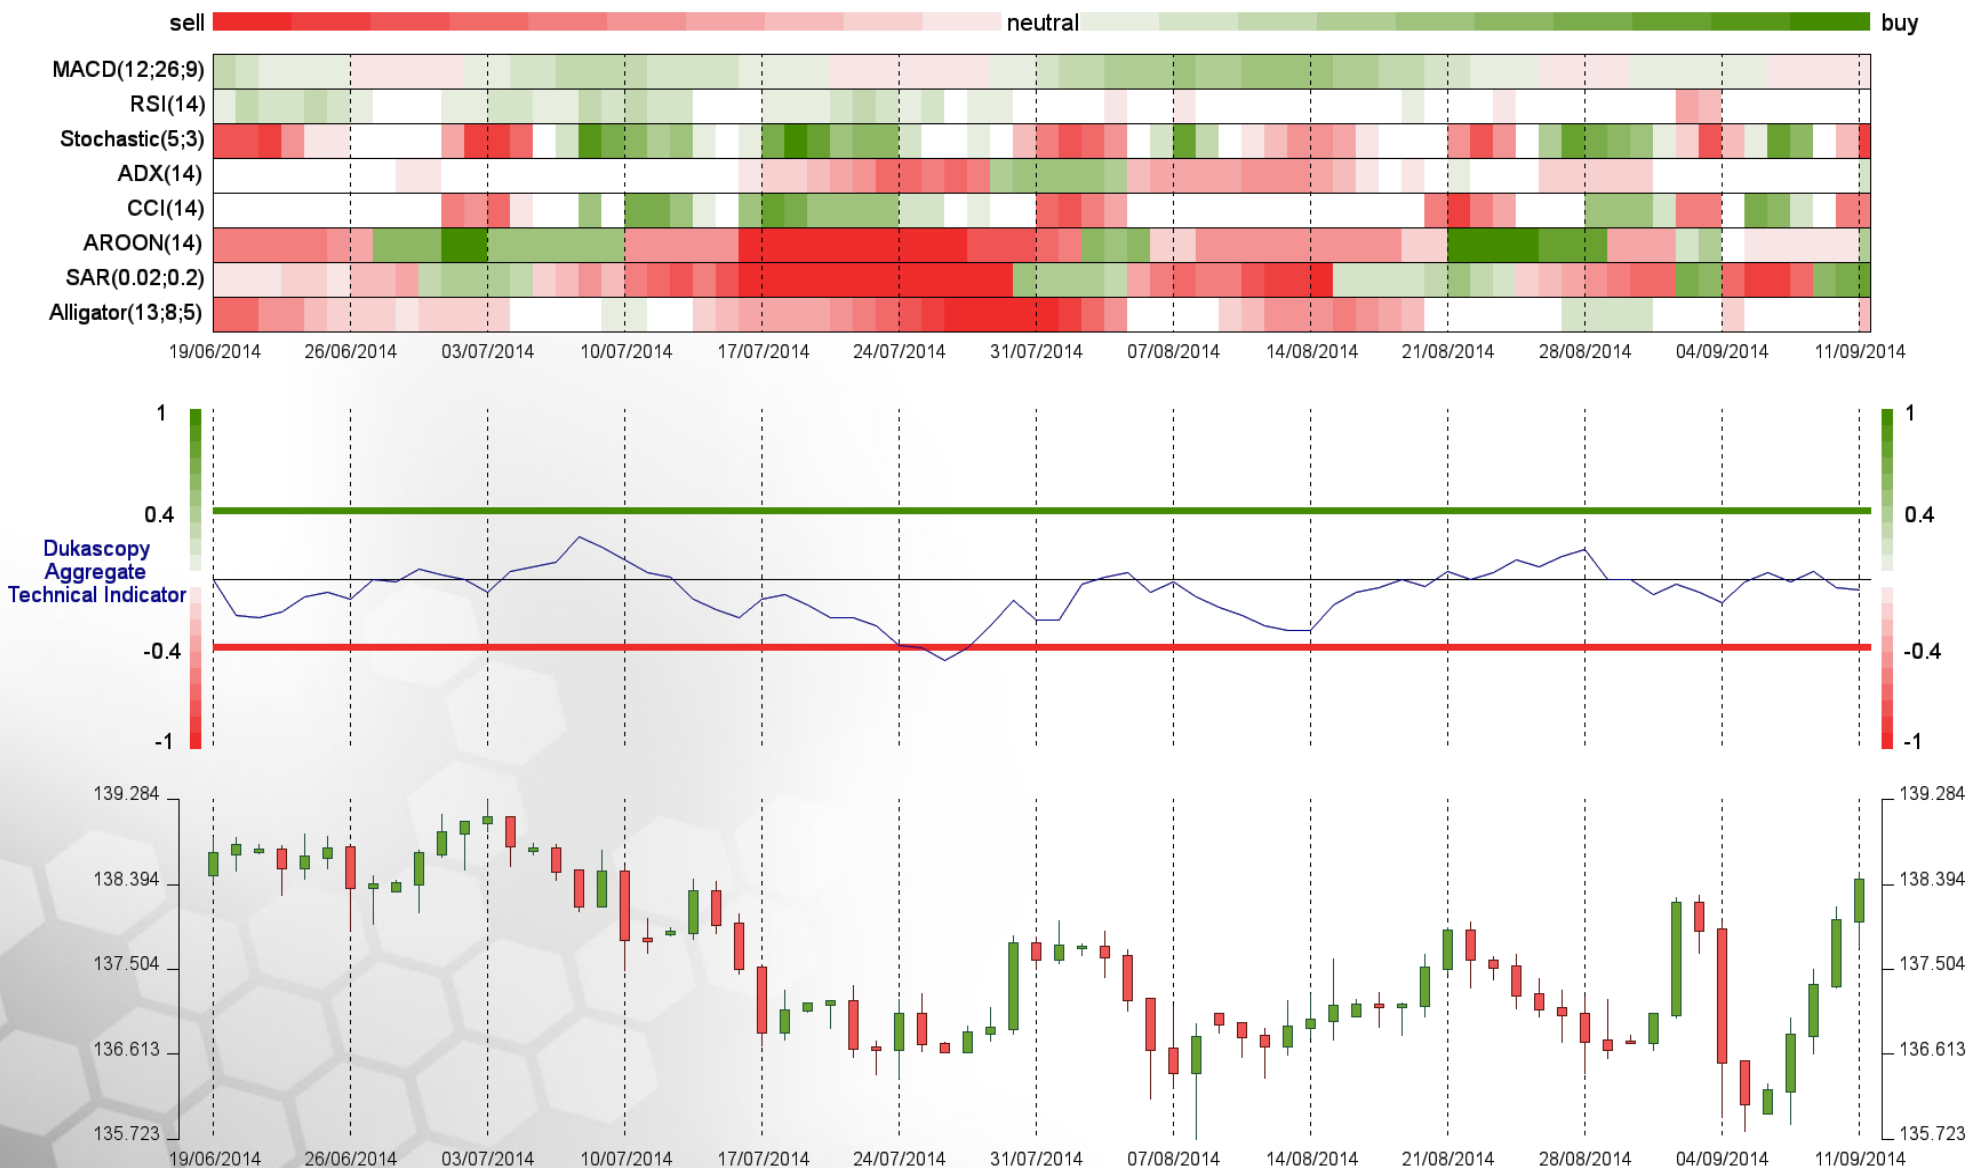 sell neutral buy
MACD(12;26;9)
RSI(14)
Stochastic(5;3)
ADX(14)
CCI(14)
AROON(14)
SAR(0.02;0.2)
Alligator(13;8;5)
19/06/2014 26/06/2014 03/07/2014 10/07/2014 17/07/2014 24/07/2014 31/07/2014 07/08/2014 14/08/2014 21/08/2014 28/08/2014 04/09/2014 11/09/2014
1 1
0.4 0.4
Dukascopy
Aggregate
Technical Indicator
-0.4 -0.4
-1 -1
139.284 139.284
138.394 138.394
137.504 137.504
136.613 136.613
135.723 135.723
19/06/2014 26/06/2014 03/07/2014 10/07/2014 17/07/2014 24/07/2014 31/07/2014 07/08/2014 14/08/2014 21/08/2014 28/08/2014 04/09/2014 11/09/2014